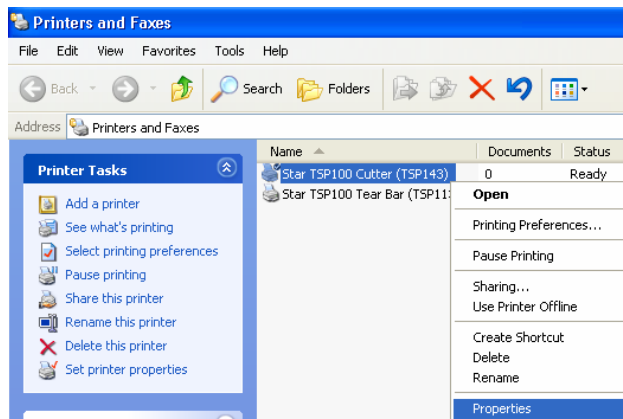 Printers and Faxes
File Edit View Favorites Tools Help
Back Search Folders
Address Printers and Faxes
Name Documents Status
Printer Tasks
Star TSP100 Cutter (TSP143) 0 Ready
Star TSP100 Tear Bar (TSP11
Add a printer
See what's printing
Select printing preferences
Pause printing
Share this printer
Rename this printer
Delete this printer
Set printer properties
Open
Printing Preferences...
Pause Printing
Sharing...
Use Printer Offline
Create Shortcut
Delete
Rename
Properties